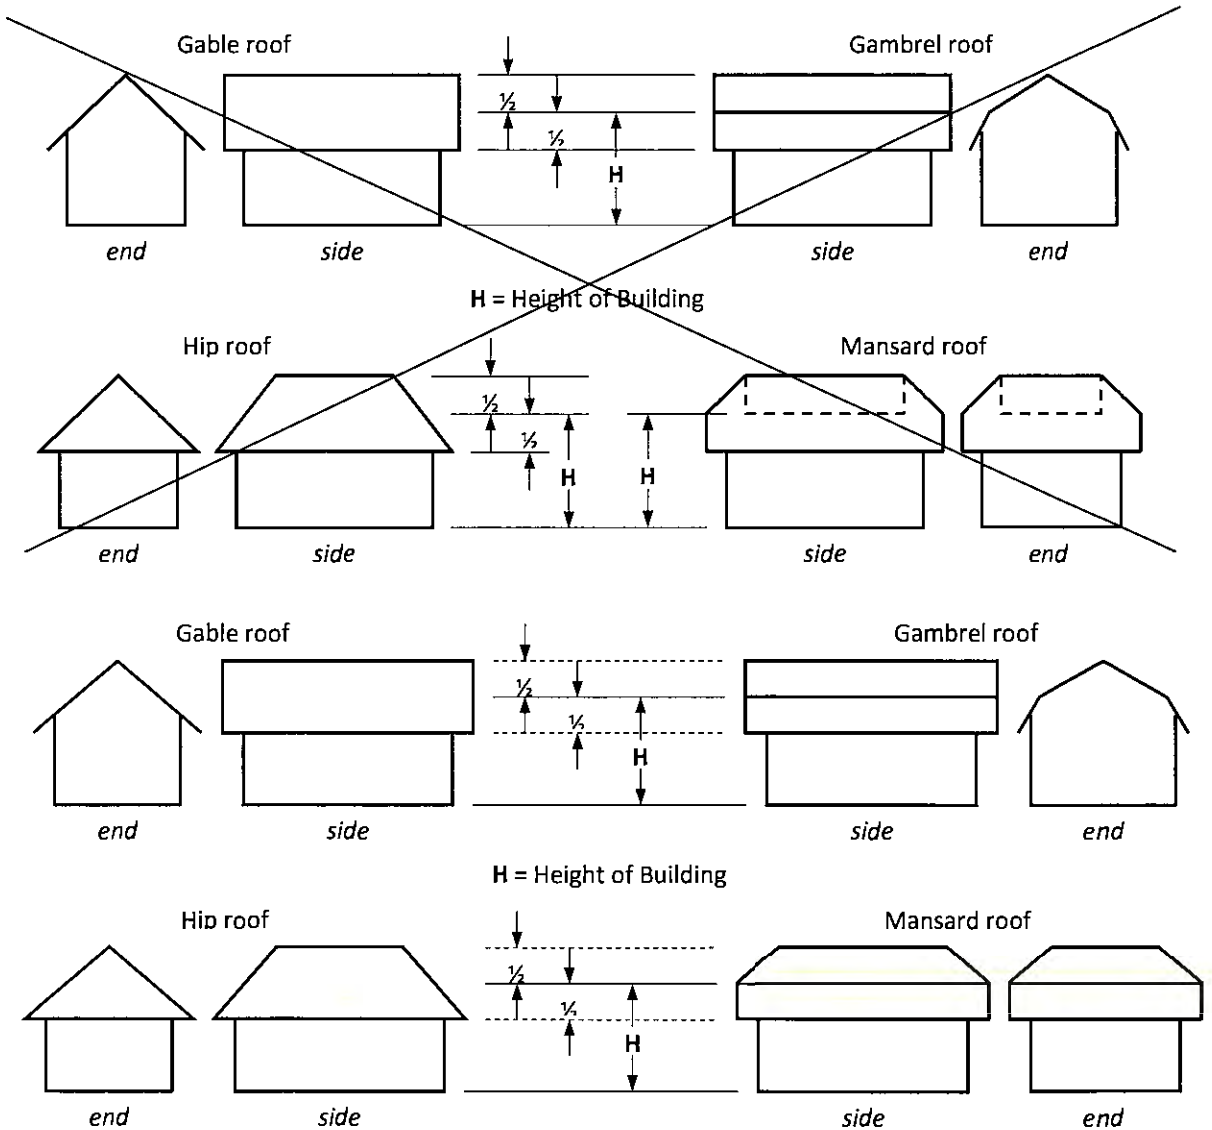 Gable roof Gambrel roof
½ ½ H
end side side end
H = Height of Building
Hip roof Mansard roof
½ ½ H H
end side side end
Gable roof Gambrel roof
½ ½ H
end side side end
H = Height of Building
Hip roof Mansard roof
½ ½ H
end side side end